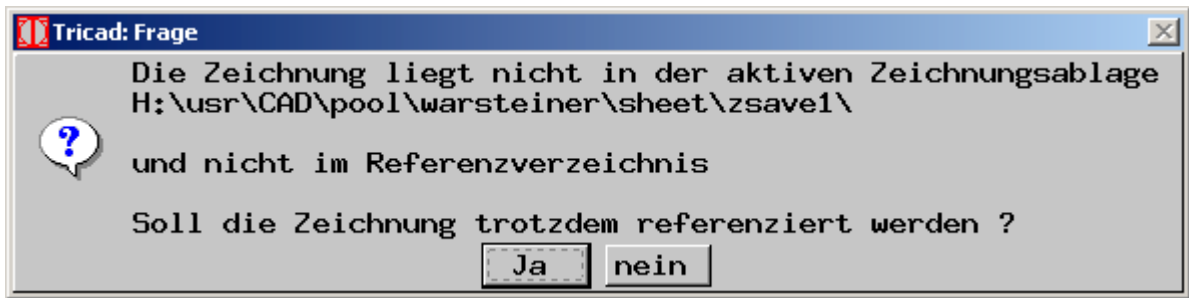 Tricad: Frage
Die Zeichnung liegt nicht in der aktiven Zeichnungsablage
H:\usr\CAD\pool\warsteiner\sheet\zsave1\
und nicht im Referenzverzeichnis
Soll die Zeichnung trotzdem referenziert werden ?
Ja nein